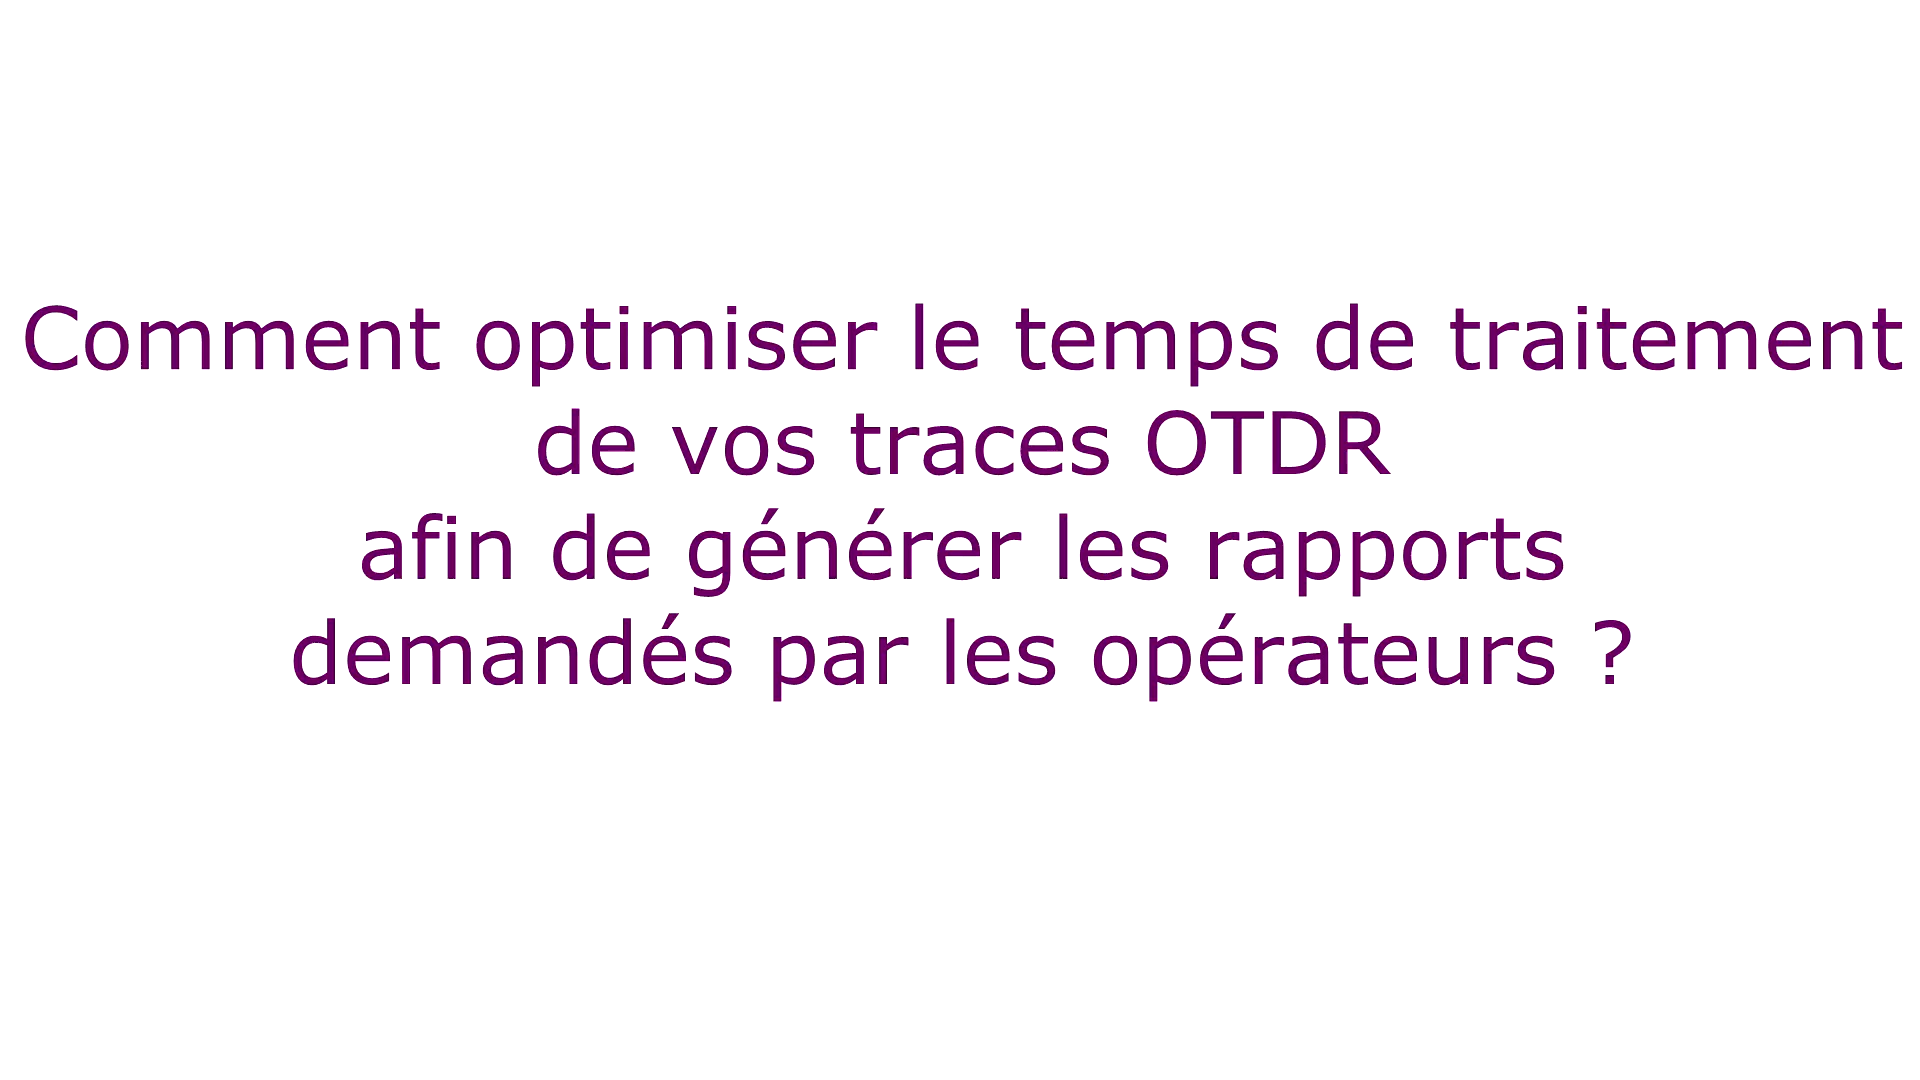 Comment optimiser le temps de traitement
de vos traces OTDR
afin de générer les rapports
demandés par les opérateurs ?